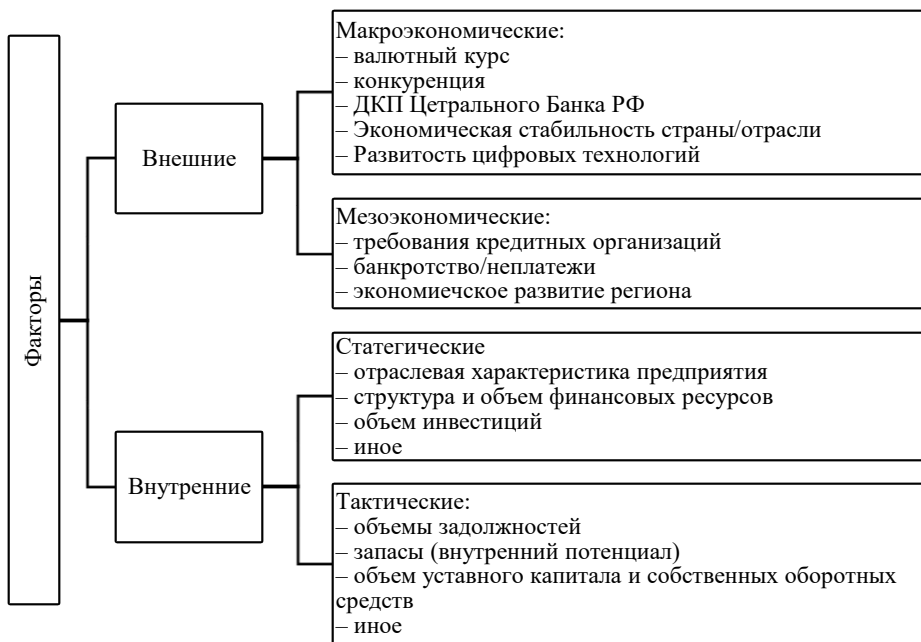 Факторы
Внешние
Макроэкономические:
– валютный курс
– конкуренция
– ДКП Цетрального Банка РФ
– Экономическая стабильность страны/отрасли
– Развитость цифровых технологий
Мезоэкономические:
– требования кредитных организаций
– банкротство/неплатежи
– экономиечское развитие региона
Внутренние
Статегические
– отраслевая характеристика предприятия
– структура и объем финансовых ресурсов
– объем инвестиций
– иное
Тактические:
– объемы задолжностей
– запасы (внутренний потенциал)
– объем уставного капитала и собственных оборотных
средств
– иное